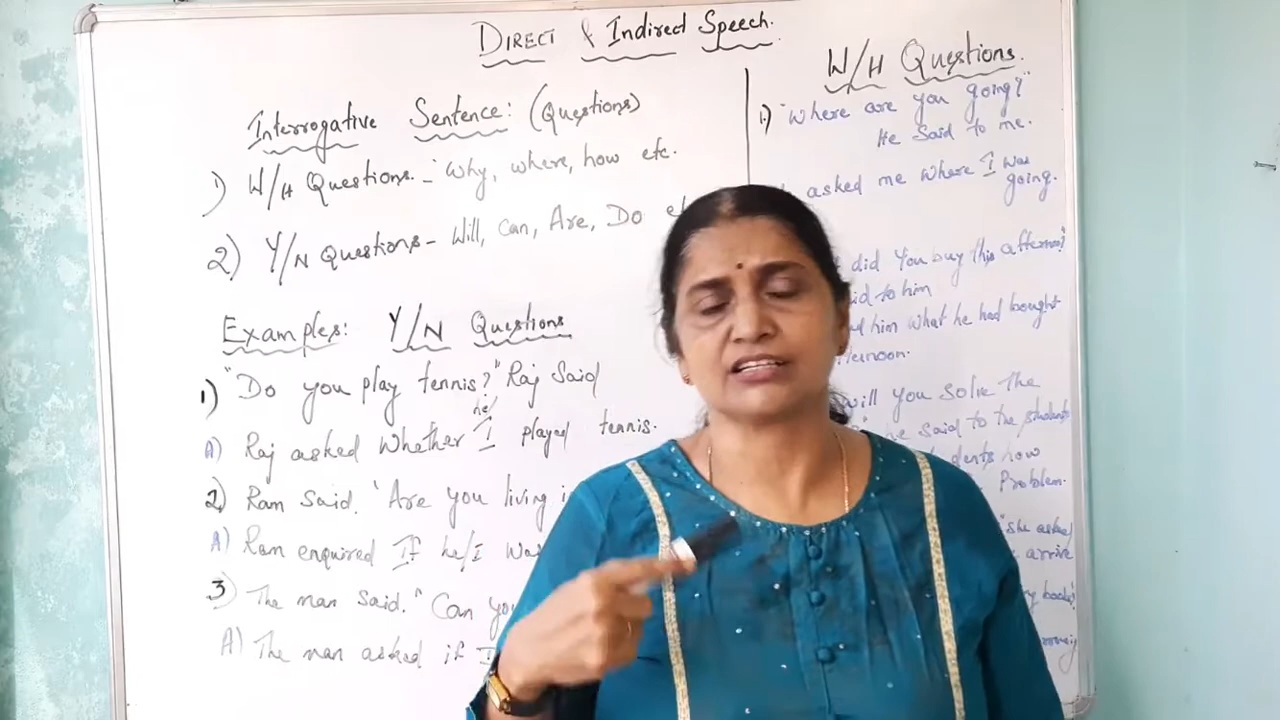 DIRECT & Indirect Speech.
Interrogative Sentence: (Questions)
1) W/H Questions. - Why, where, how etc.
2) Y/N Questions - Will, can, Are, Do
Examples: Y/N Questions
1) "Do you play tennis?" Raj Said
he/
A) Raj asked whether I played tennis.
2) Ram Said. "Are you living
A) Ram enquired If he/I was
3) The man Said. "Can you
A) The man asked if I
W/H Questions.
1.) "Where are you going?"
He Said to me.
asked me where I was
going.
did You buy this afternoon?
to him
him what he had bought
will you solve the
he said to the students
how
Problem.
"she asked
arrive